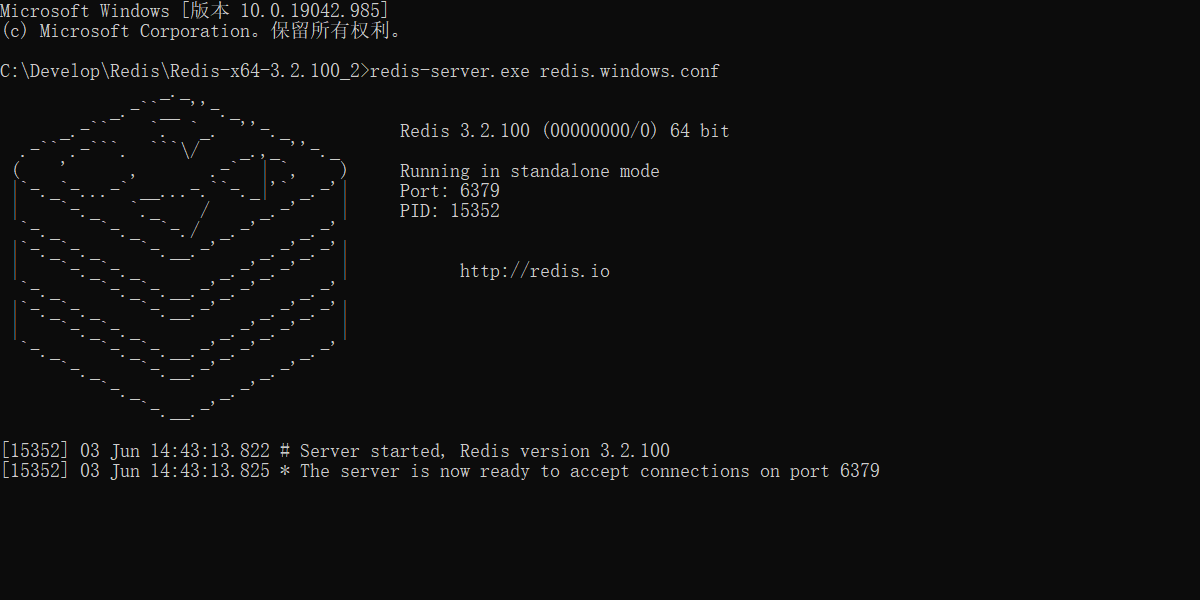 Microsoft Windows [版本 10.0.19042.985]
(c) Microsoft Corporation。保留所有权利。
C:\Develop\Redis\Redis-x64-3.2.100_2>redis-server.exe redis.windows.conf
Redis 3.2.100 (00000000/0) 64 bit
Running in standalone mode
Port: 6379
PID: 15352
http://redis.io
[15352] 03 Jun 14:43:13.822 # Server started, Redis version 3.2.100
[15352] 03 Jun 14:43:13.825 * The server is now ready to accept connections on port 6379